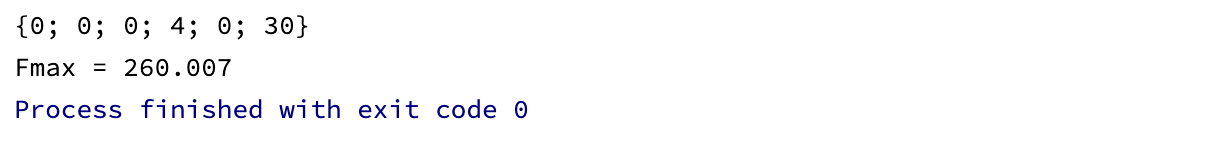 {0; 0; 0; 4; 0; 30}
Fmax = 260.007
Process finished with exit code 0